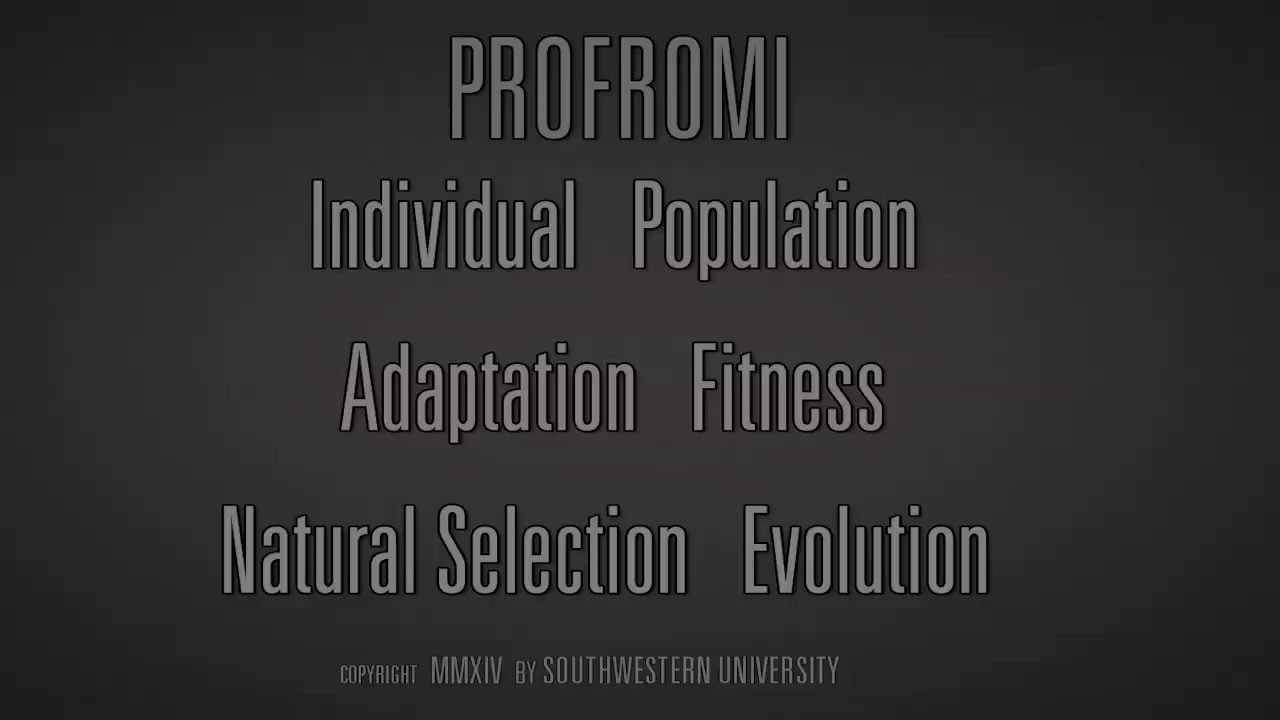 PROFROMI
Individual Population
Adaptation Fitness
Natural Selection Evolution
COPYRIGHT MMXIV BY SOUTHWESTERN UNIVERSITY